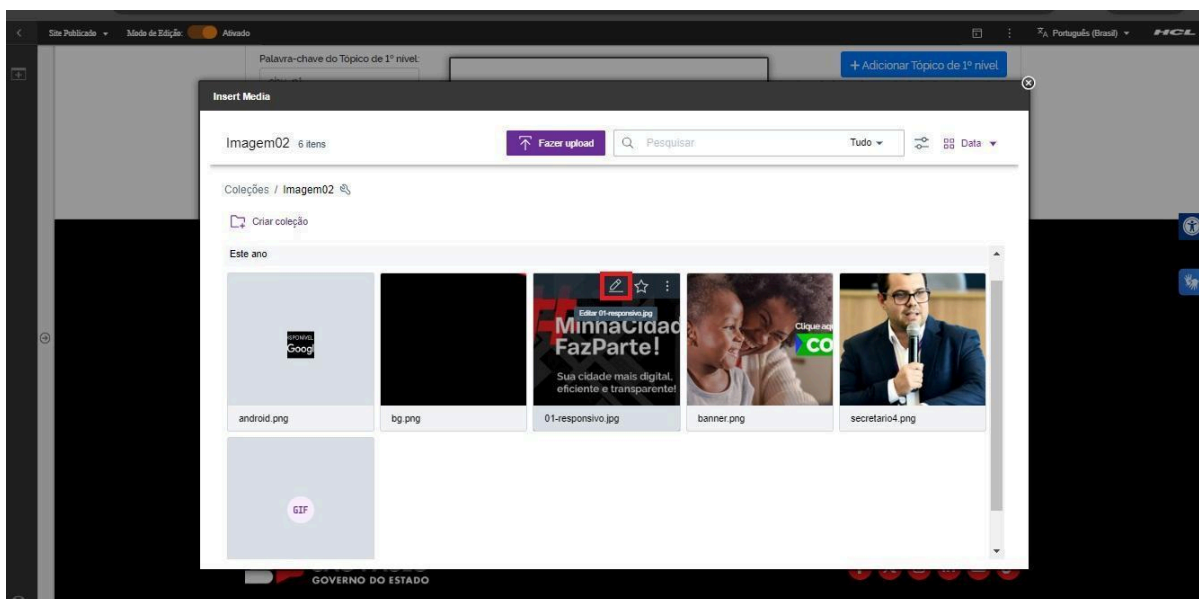 Site Publicado
Modo de Edição:
Ativado
Português (Brasil)
HCL
Palavra-chave do Tópico de 1º nível:
+ Adicionar Tópico de 1º nível
Insert Media
Imagem02 6 itens
Fazer upload
Pesquisar
Tudo
Data
Coleções / Imagem02
Criar coleção
Este ano
Editar 01-responsivo.jpg
MinhaCidad
FazParte!
Sua cidade mais digital,
eficiente e transparente!
Googl
Clique aq
CO
android.png
bg.png
01-responsivo.jpg
banner.png
secretario4.png
GIF
GOVERNO DO ESTADO